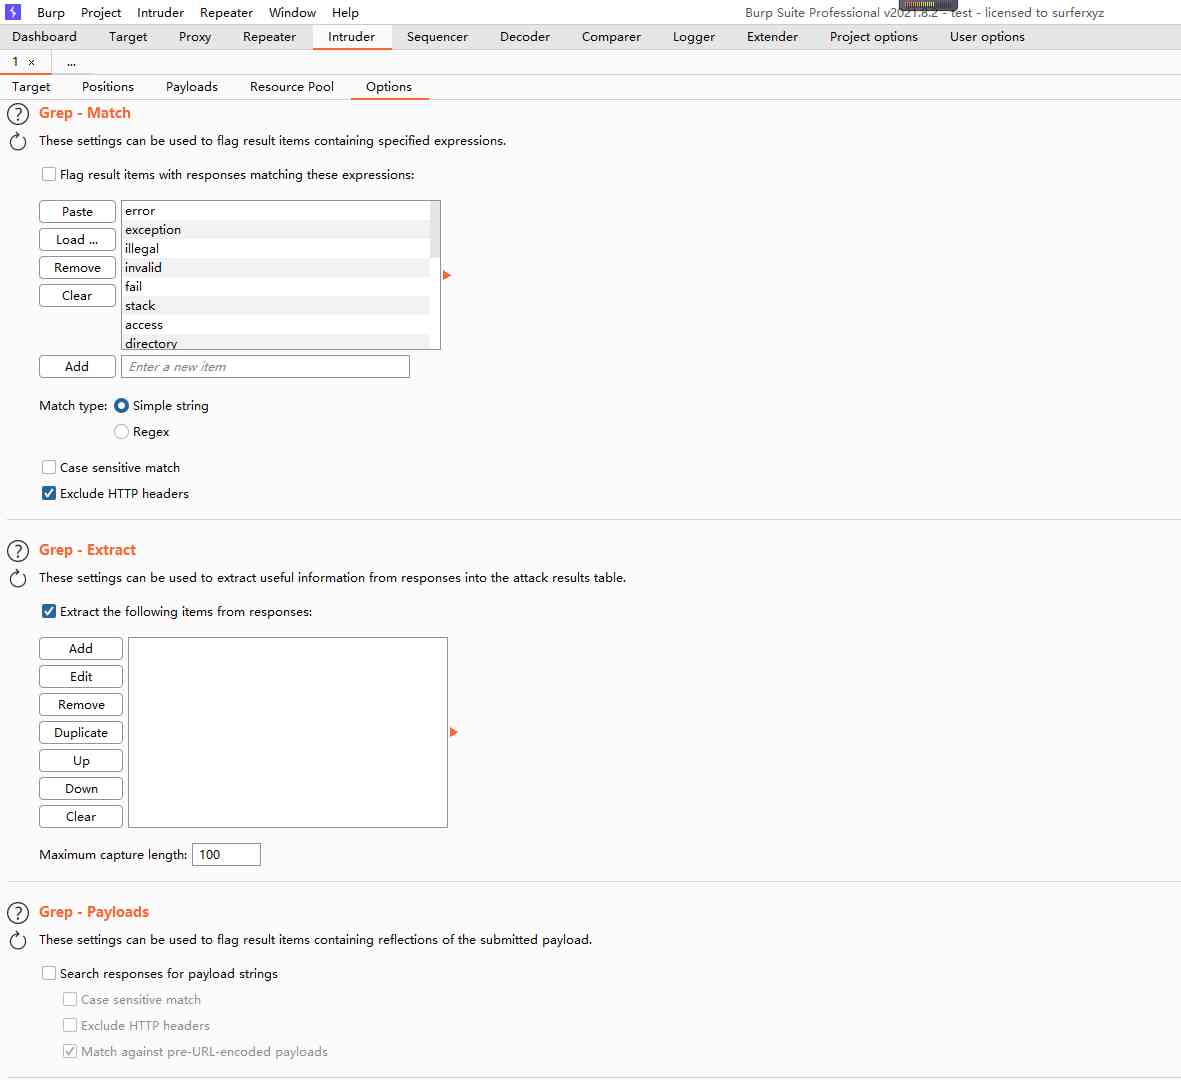 Burp Project Intruder Repeater Window Help Burp Suite Professional v2021.8.2 - test - licensed to surferxyz
Dashboard Target Proxy Repeater Intruder Sequencer Decoder Comparer Logger Extender Project options User options
1 × ...
Target Positions Payloads Resource Pool Options
? Grep - Match
These settings can be used to flag result items containing specified expressions.
Flag result items with responses matching these expressions:
Paste
Load ...
Remove
Clear
error
exception
illegal
invalid
fail
stack
access
directory
Add Enter a new item
Match type: Simple string
Regex
Case sensitive match
Exclude HTTP headers
? Grep - Extract
These settings can be used to extract useful information from responses into the attack results table.
Extract the following items from responses:
Add
Edit
Remove
Duplicate
Up
Down
Clear
Maximum capture length: 100
? Grep - Payloads
These settings can be used to flag result items containing reflections of the submitted payload.
Search responses for payload strings
Case sensitive match
Exclude HTTP headers
Match against pre-URL-encoded payloads